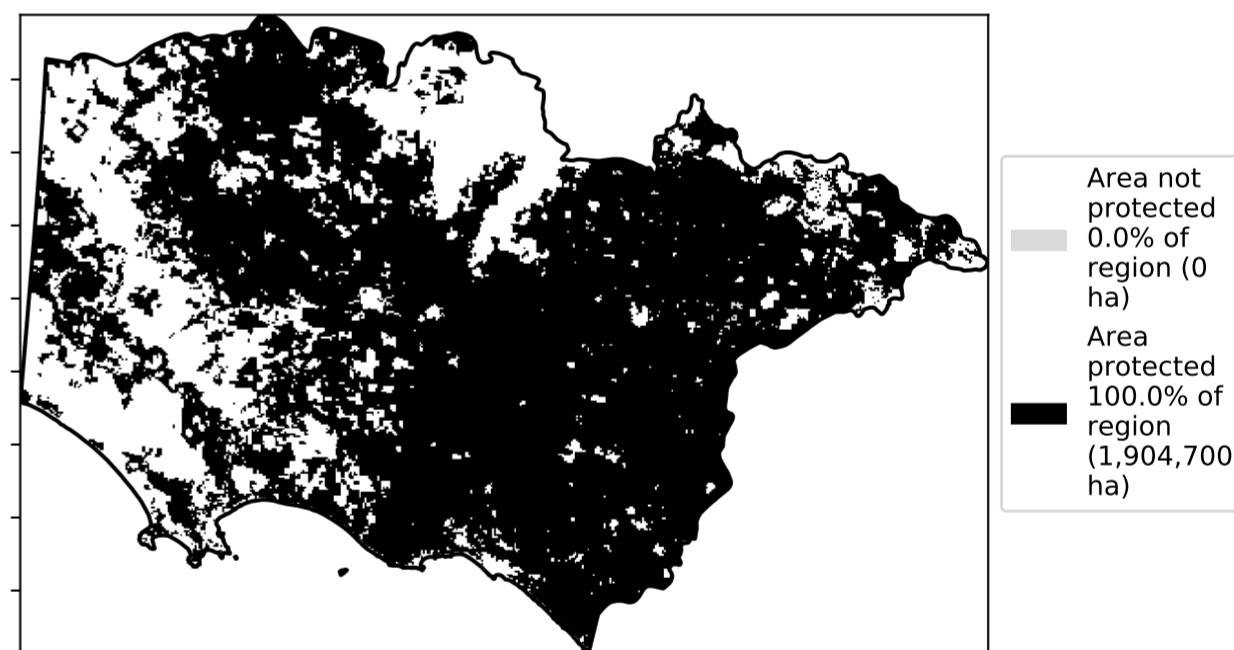 Area not
protected
0.0% of
region (0
ha)
Area
protected
100.0% of
region
(1,904,700
ha)